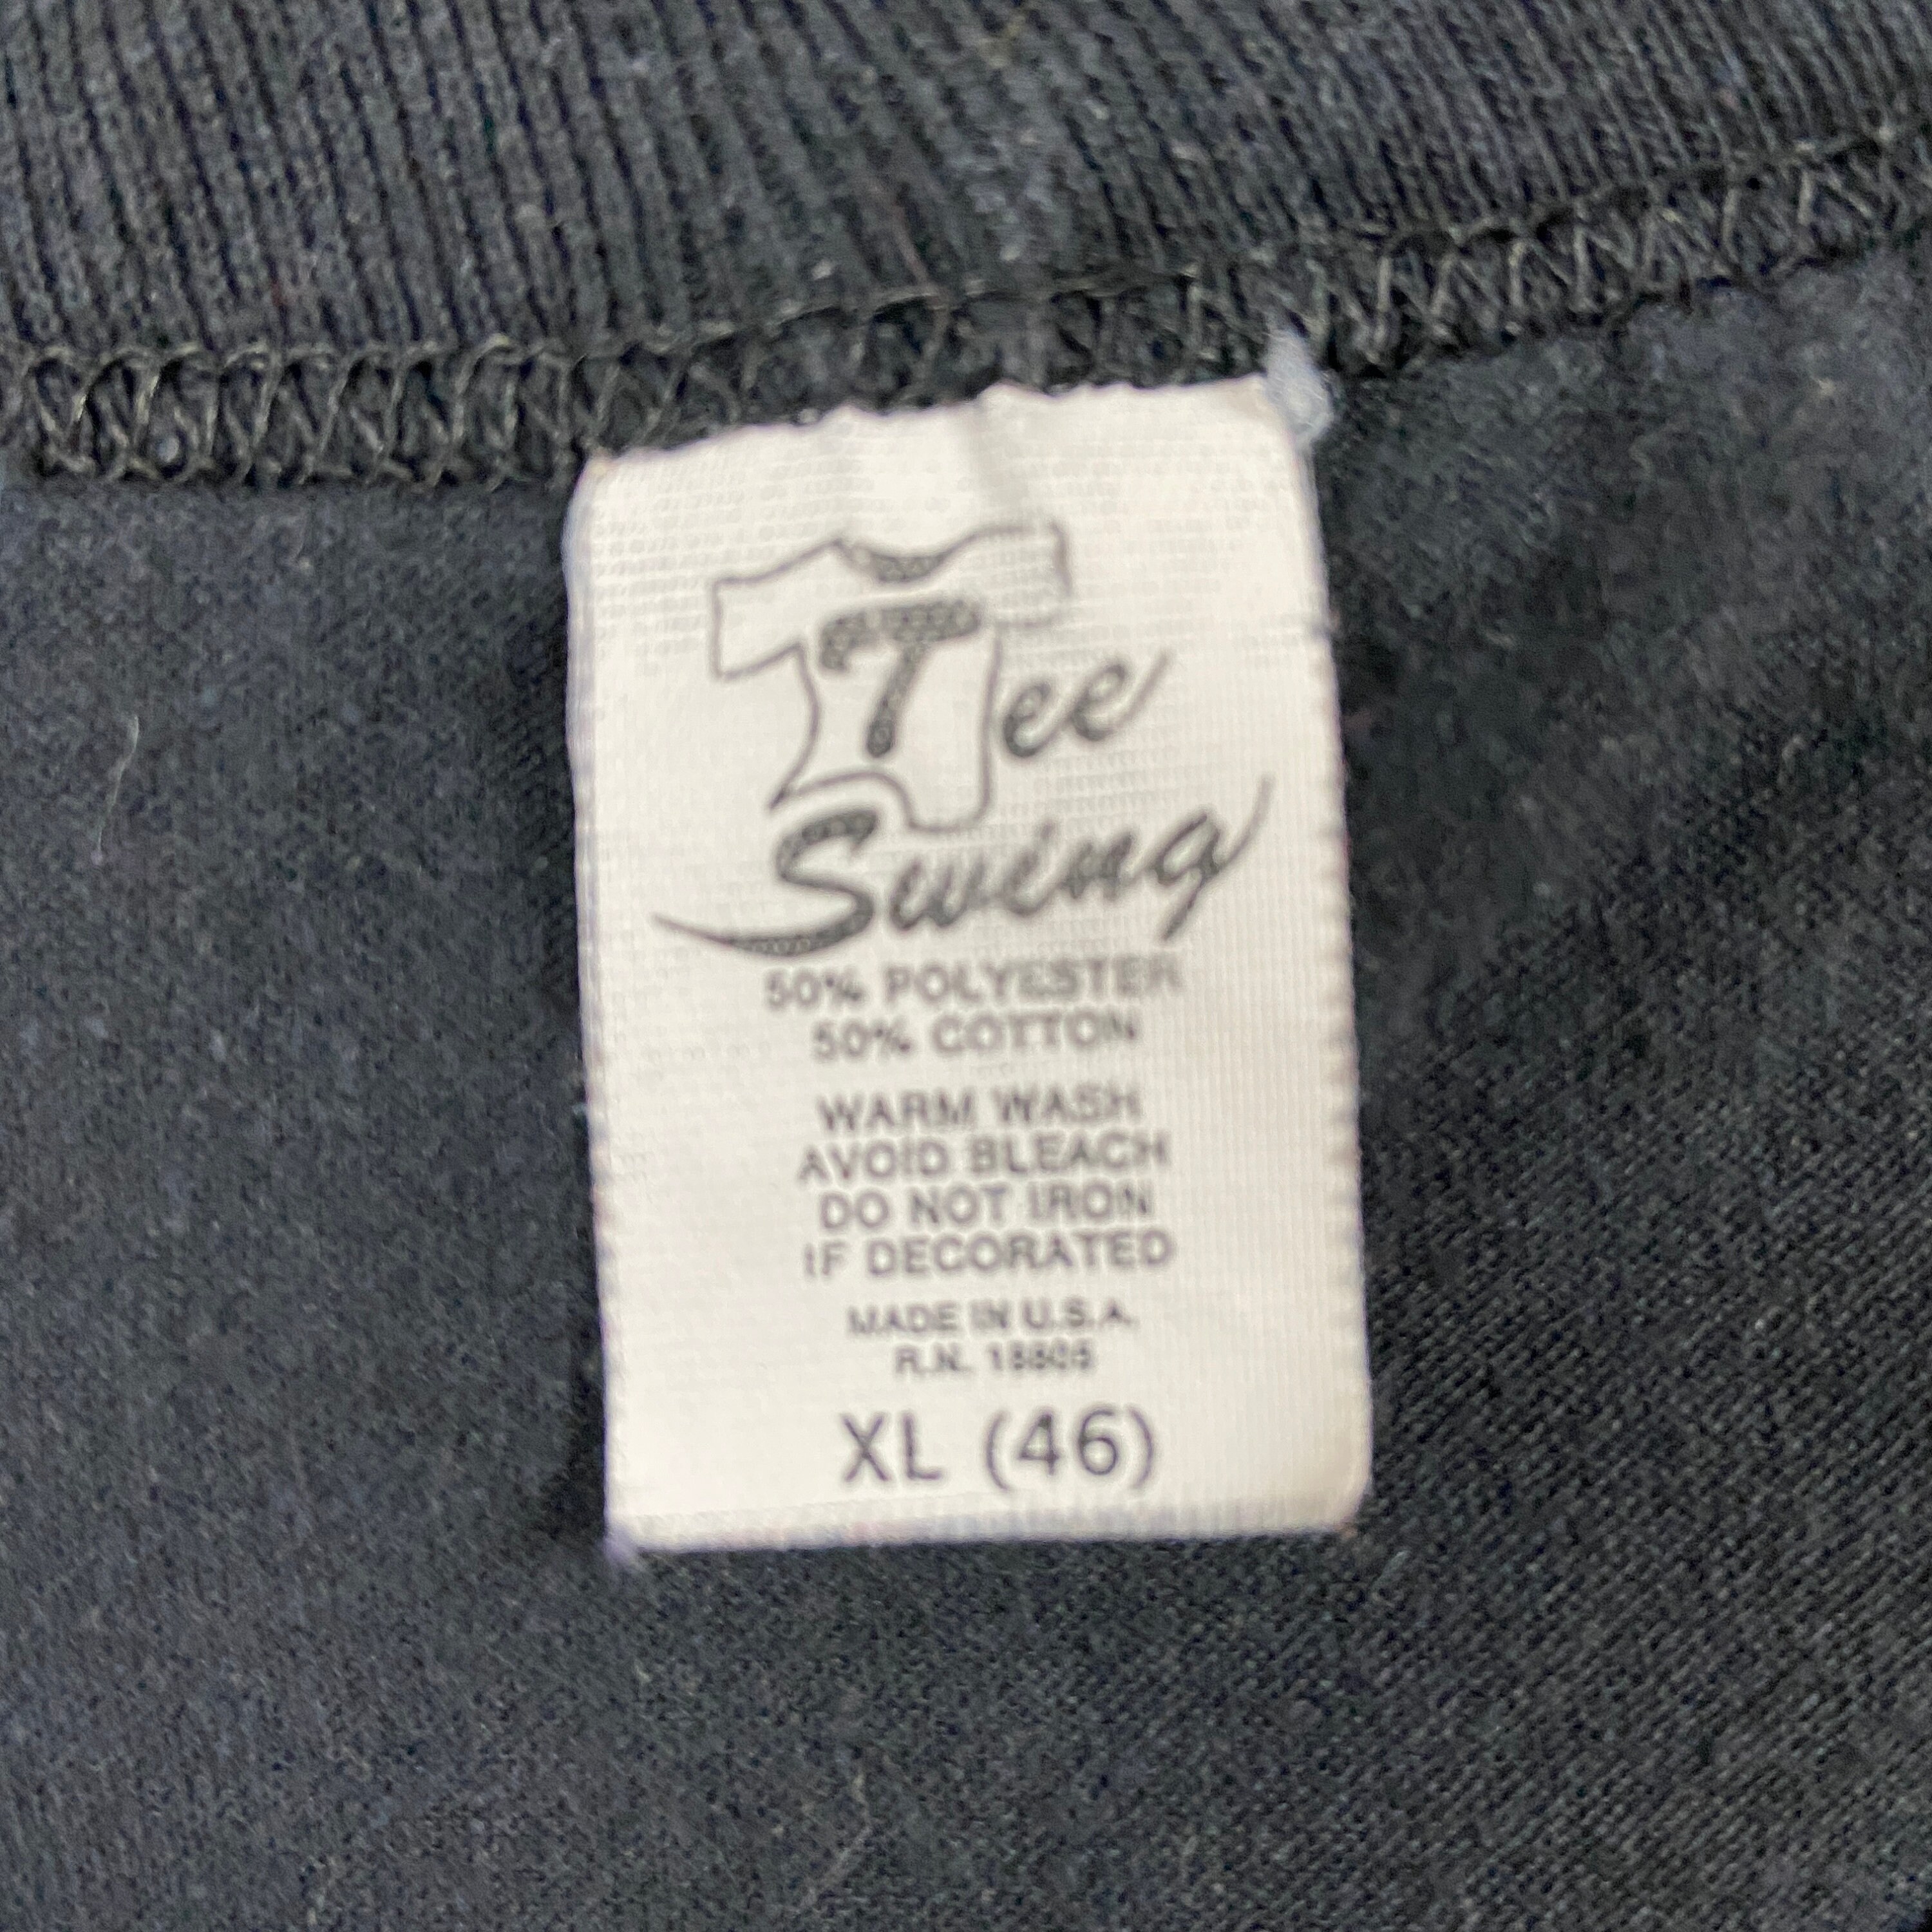 Tee
Swing
50% POLYESTER
50% COTTON
WARM WASH
AVOID BLEACH
DO NOT IRON
IF DECORATED
MADE IN U.S.A.
R.N. 18805
XL (46)